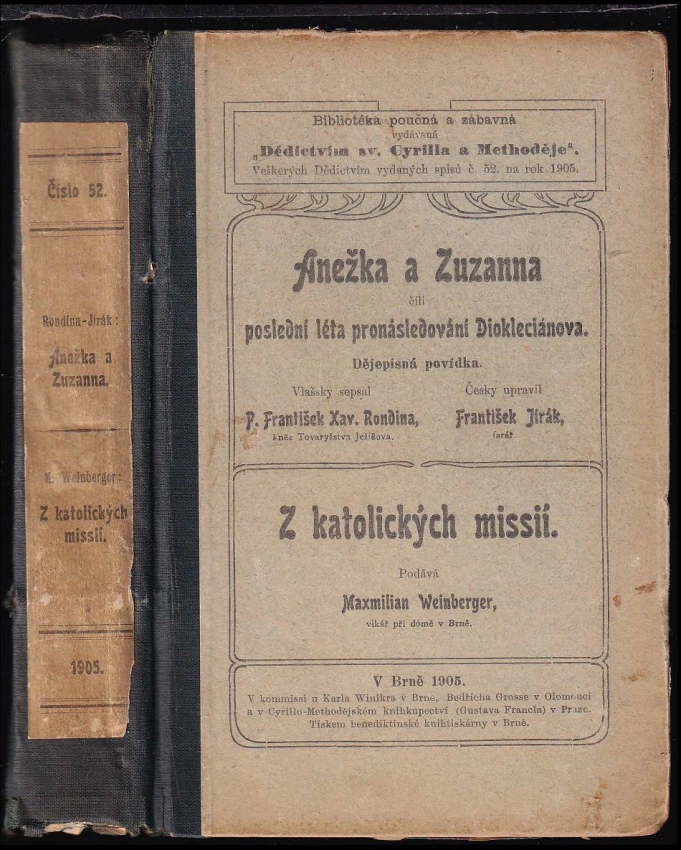 Číslo 52.
Rondina-Jirák:
Anežka a
Zuzanna.
M. Weinberger:
Z katolických
missií.
1905.
Bibliotéka poučná a zábavná
vydávaná
„Dědictvím sv. Cyrilla a Methoděje“.
Veškerých Dědictvím vydaných spisů č. 52. na rok 1905.
Anežka a Zuzanna
čili
poslední léta pronásledování Diokleciánova.
Dějepisná povídka.
Vlašsky sepsal
P. František Xav. Rondina,
kněz Tovaryšstva Ježíšova.
Česky upravil
František Jirák,
farář.
Z katolických missií.
Podává
Maxmilian Weinberger,
vikář při dómě v Brně.
V Brně 1905.
V kommissi u Karla Winikra v Brně, Bedřicha Grosse v Olomouci
a v Cyrillo-Methodějském knihkupectví (Gustava Francla) v Praze.
Tiskem benediktinské knihtiskárny v Brně.